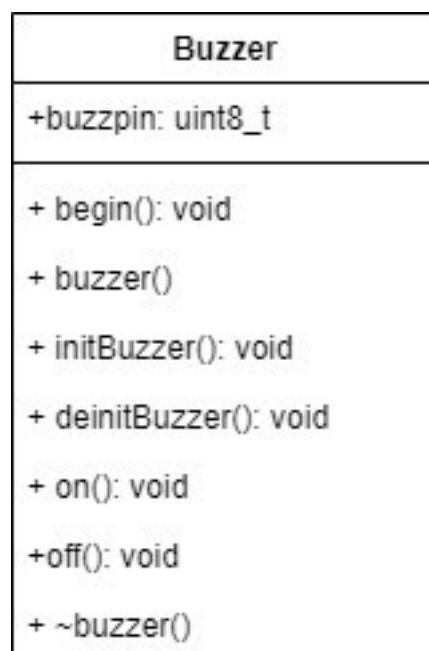 Buzzer
+buzzpin: uint8_t
+ begin(): void
+ buzzer()
+ initBuzzer(): void
+ deinitBuzzer(): void
+ on(): void
+off(): void
+ ~buzzer()